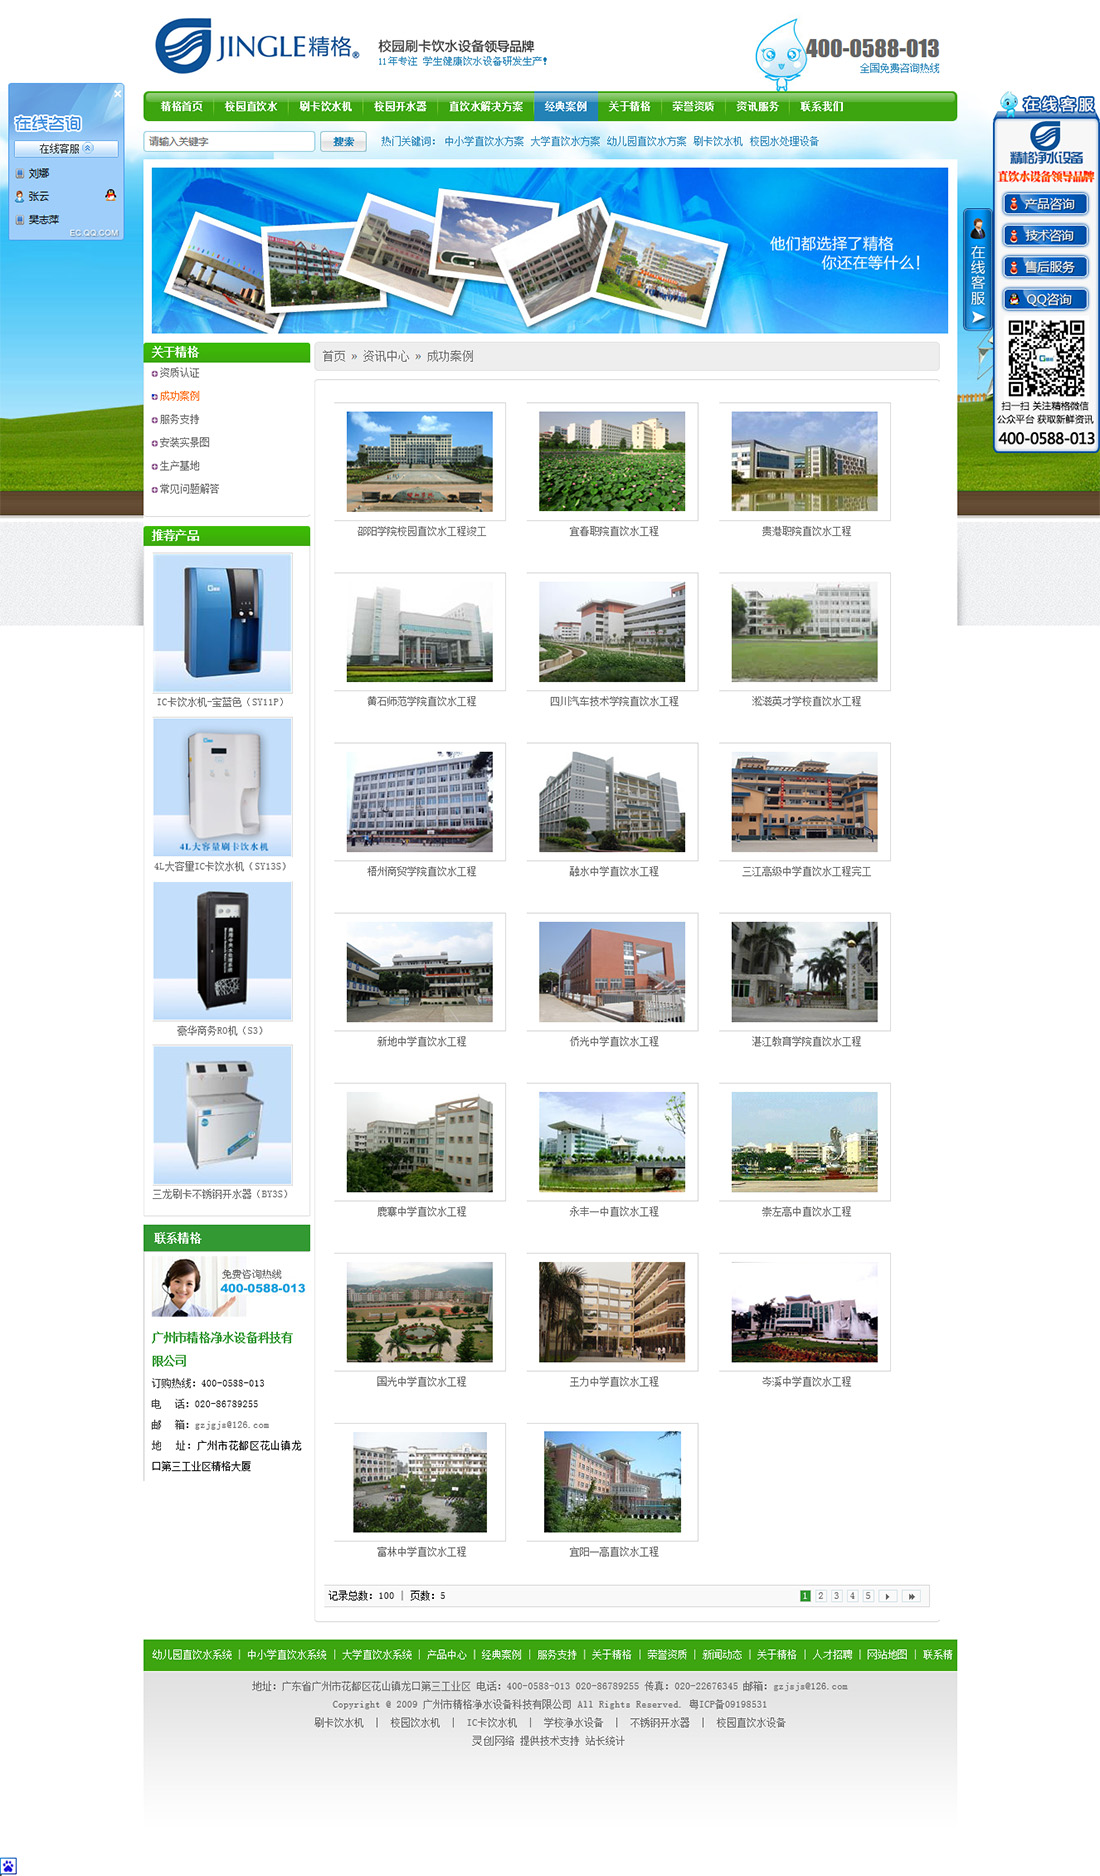 JINGLE精格®
校园刷卡饮水设备领导品牌
11年专注 学生健康饮水设备研发生产!
400-0588-013
全国免费咨询热线
精格首页 校园直饮水 刷卡饮水机 校园开水器 直饮水解决方案 经典案例 关于精格 荣誉资质 资讯服务 联系我们
请输入关键字 搜索 热门关键词: 中小学直饮水方案 大学直饮水方案 幼儿园直饮水方案 刷卡饮水机 校园水处理设备
在线咨询
在线客服
刘娜
张云
樊志萍
EC.QQ.COM
他们都选择了精格
你还在等什么!
在线客服
在线客服
精格净水设备
直饮水设备领导品牌
产品咨询
技术咨询
售后服务
QQ咨询
扫一扫 关注精格微信
公众平台 获取新鲜资讯
400-0588-013
关于精格
资质认证
成功案例
服务支持
安装实景图
生产基地
常见问题解答
推荐产品
IC卡饮水机-宝蓝色（SY11P）
4L大容量刷卡饮水机
4L大容量IC卡饮水机（SY13S）
豪华商务RO机（S3）
三龙刷卡不锈钢开水器（BY3S）
联系精格
免费咨询热线
400-0588-013
广州市精格净水设备科技有
限公司
订购热线: 400-0588-013
电 话: 020-86789255
邮 箱: gzjgjs@126.com
地 址: 广州市花都区花山镇龙
口第三工业区精格大厦
首页 » 资讯中心 » 成功案例
邵阳学院校园直饮水工程竣工
宜春职院直饮水工程
贵港职院直饮水工程
黄石师范学院直饮水工程
四川汽车技术学院直饮水工程
淞滋英才学校直饮水工程
梧州商贸学院直饮水工程
融水中学直饮水工程
三江高级中学直饮水工程完工
新地中学直饮水工程
侨光中学直饮水工程
湛江教育学院直饮水工程
鹿寨中学直饮水工程
永丰一中直饮水工程
崇左高中直饮水工程
国光中学直饮水工程
王力中学直饮水工程
岑溪中学直饮水工程
富林中学直饮水工程
宜阳一高直饮水工程
记录总数: 100 | 页数: 5
1 2 3 4 5
幼儿园直饮水系统 | 中小学直饮水系统 | 大学直饮水系统 | 产品中心 | 经典案例 | 服务支持 | 关于精格 | 荣誉资质 | 新闻动态 | 关于精格 | 人才招聘 | 网站地图 | 联系精
地址: 广东省广州市花都区花山镇龙口第三工业区 电话: 400-0588-013 020-86789255 传真: 020-22676345 邮箱: gzjsjs@126.com
Copyright @ 2009 广州市精格净水设备科技有限公司 All Rights Reserved. 粤ICP备09198531
刷卡饮水机 | 校园饮水机 | IC卡饮水机 | 学校净水设备 | 不锈钢开水器 | 校园直饮水设备
灵创网络 提供技术支持 站长统计